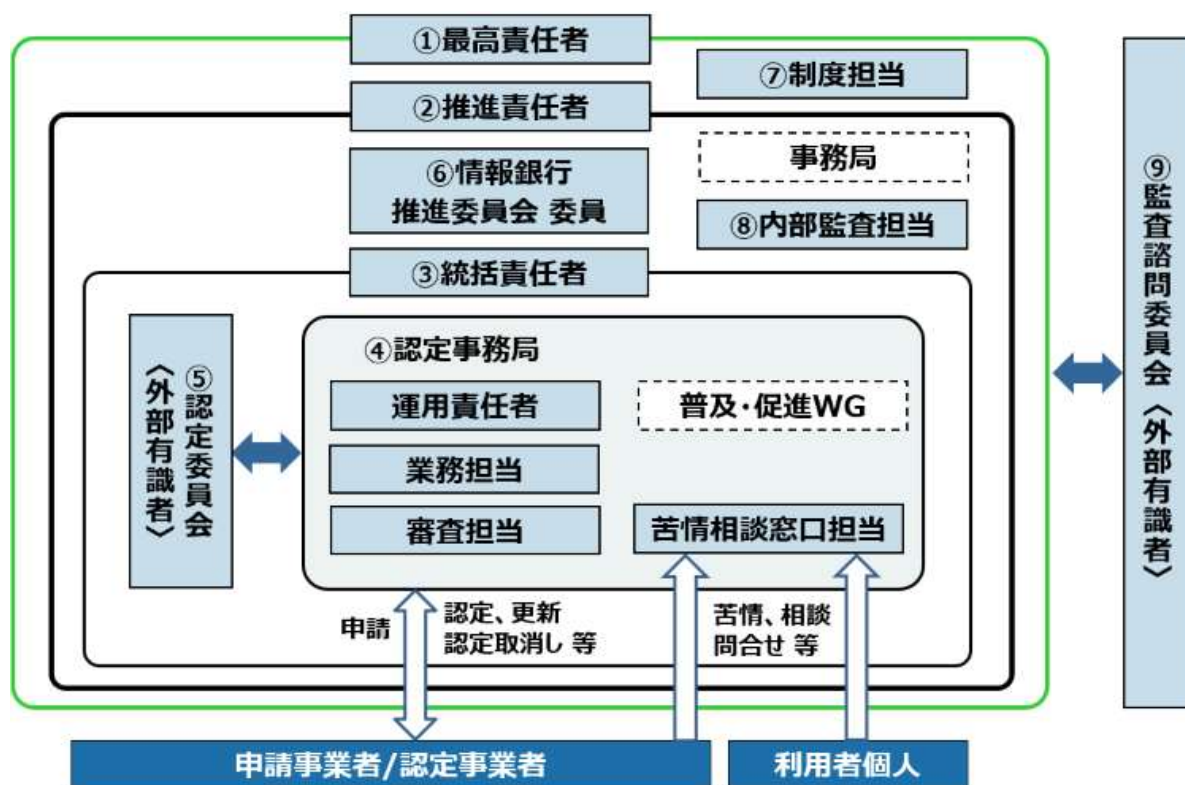 ①最高責任者
⑦制度担当
②推進責任者
事務局
⑥情報銀行
推進委員会 委員
⑧内部監査担当
③統括責任者
⑨監査諮問委員会〈外部有識者〉
④認定事務局
⑤認定委員会
〈外部有識者〉
運用責任者
普及・促進WG
業務担当
審査担当
苦情相談窓口担当
申請
認定、更新
認定取消し 等
苦情、相談
問合せ 等
申請事業者/認定事業者
利用者個人